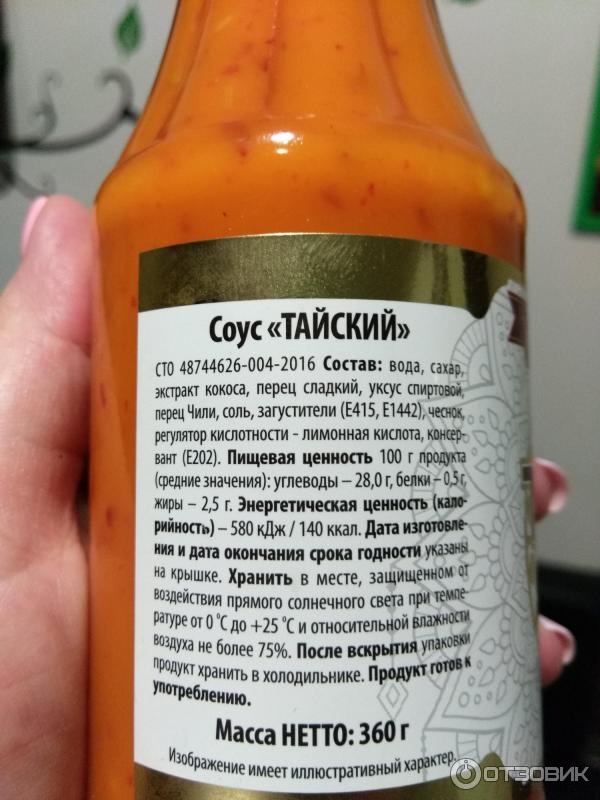 Соус «ТАЙСКИЙ»
СТО 48744626-004-2016 Состав: вода, сахар,
экстракт кокоса, перец сладкий, уксус спиртовой,
перец Чили, соль, загустители (Е415, Е1442), чеснок,
регулятор кислотности - лимонная кислота, консер-
вант (Е202). Пищевая ценность 100 г продукта
(средние значения): углеводы – 28,0 г, белки – 0,5 г,
жиры – 2,5 г. Энергетическая ценность (кало-
рийность) – 580 кДж / 140 ккал. Дата изготовле-
ния и дата окончания срока годности указаны
на крышке. Хранить в месте, защищенном от
воздействия прямого солнечного света при темпе-
ратуре от 0 °С до +25 °С и относительной влажности
воздуха не более 75%. После вскрытия упаковки
продукт хранить в холодильнике. Продукт готов к
употреблению.
Масса НЕТТО: 360 г
Изображение имеет иллюстративный характер.
ОТЗОВИК